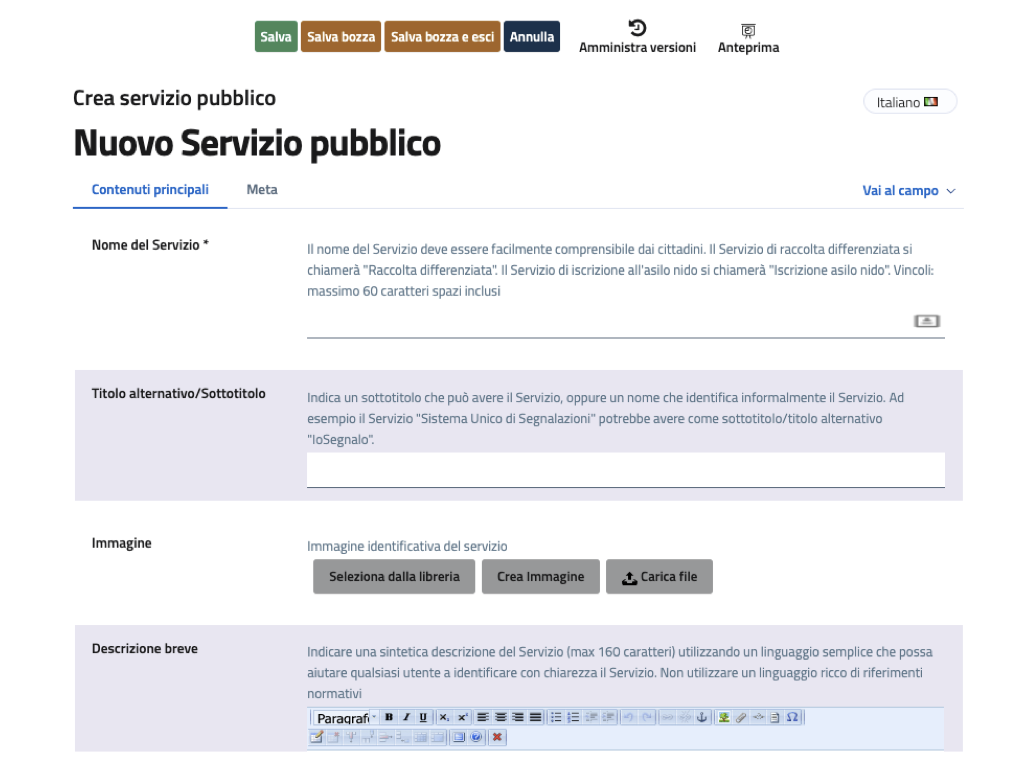 Salva Salva bozza Salva bozza e esci Annulla Amministra versioni Anteprima
Crea servizio pubblico
Italiano
Nuovo Servizio pubblico
Contenuti principali Meta Vai al campo
Nome del Servizio *
Il nome del Servizio deve essere facilmente comprensibile dai cittadini. Il Servizio di raccolta differenziata si
chiamerà "Raccolta differenziata". Il Servizio di iscrizione all'asilo nido si chiamerà "Iscrizione asilo nido". Vincoli:
massimo 60 caratteri spazi inclusi
Titolo alternativo/Sottotitolo
Indica un sottotitolo che può avere il Servizio, oppure un nome che identifica informalmente il Servizio. Ad
esempio il Servizio "Sistema Unico di Segnalazioni" potrebbe avere come sottotitolo/titolo alternativo
"IoSegnalo".
Immagine
Immagine identificativa del servizio
Seleziona dalla libreria Crea Immagine Carica file
Descrizione breve
Indicare una sintetica descrizione del Servizio (max 160 caratteri) utilizzando un linguaggio semplice che possa
aiutare qualsiasi utente a identificare con chiarezza il Servizio. Non utilizzare un linguaggio ricco di riferimenti
normativi
Paragrafo B I U x₂ x² Ω